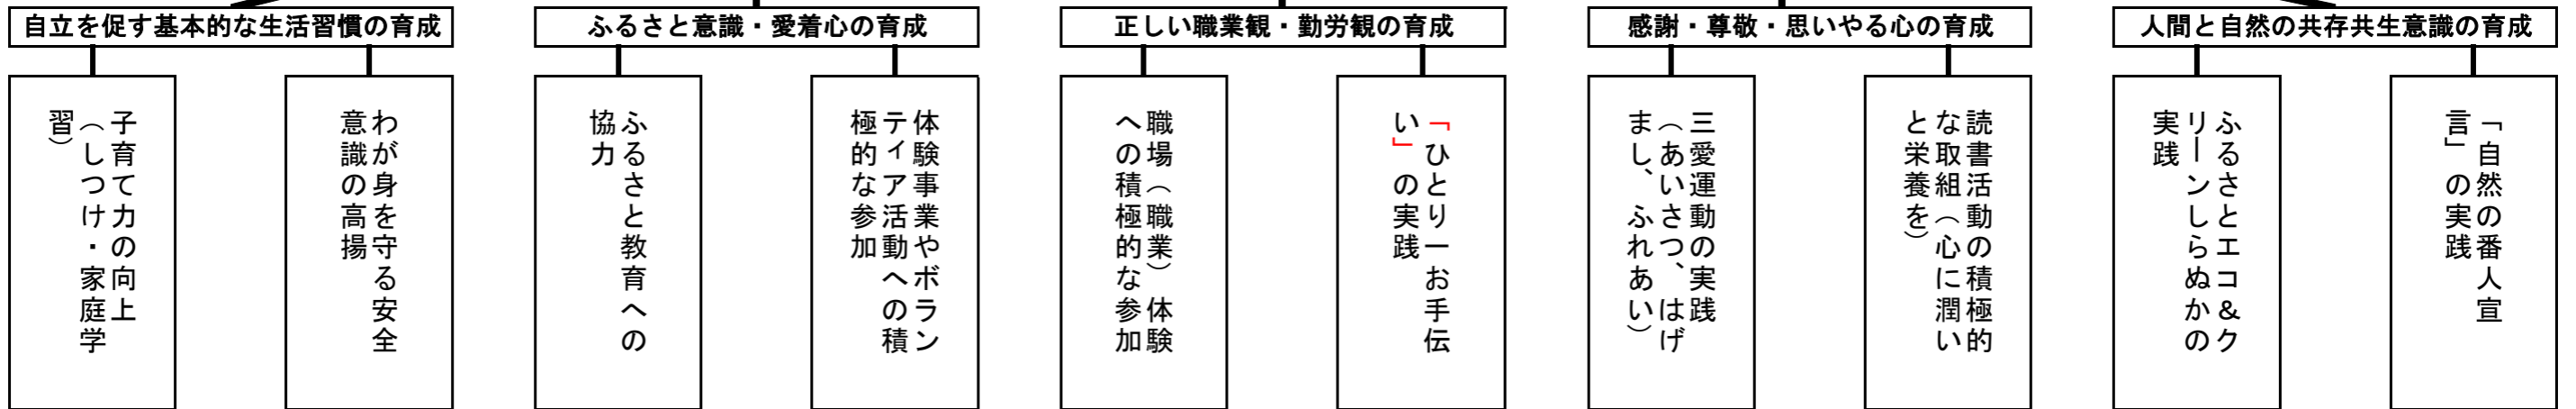 自立を促す基本的な生活習慣の育成
子育て力の向上
（しつけ・家庭学
習）
わが身を守る安全
意識の高揚
ふるさと意識・愛着心の育成
ふるさと教育への
協力
体験事業やボラン
ティア活動への積
極的な参加
正しい職業観・勤労観の育成
職場（職業）体験
への積極的な参加
「ひとり一お手伝
い」の実践
感謝・尊敬・思いやる心の育成
三愛運動の実践
（あいさつ、はげ
まし、ふれあい）
読書活動の積極的
な取組（心に潤い
と栄養を）
人間と自然の共存共生意識の育成
ふるさとエコ＆ク
リーンしらぬかの
実践
「自然の番人宣
言」の実践